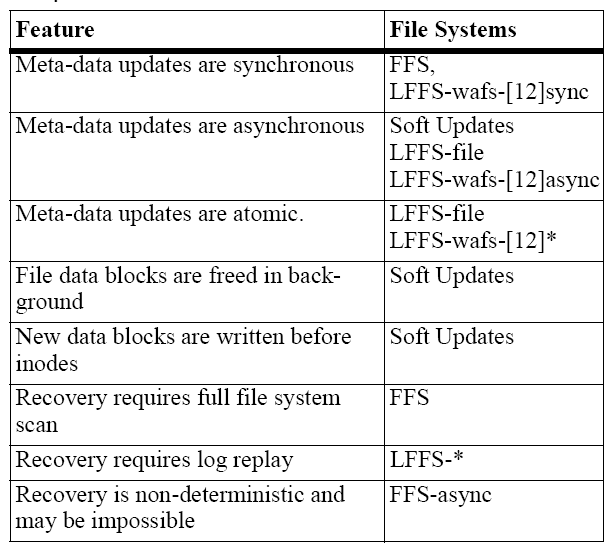 Feature
File Systems
Meta-data updates are synchronous
FFS,
LFFS-wafs-[12]sync
Meta-data updates are asynchronous
Soft Updates
LFFS-file
LFFS-wafs-[12]async
Meta-data updates are atomic.
LFFS-file
LFFS-wafs-[12]*
File data blocks are freed in back-
ground
Soft Updates
New data blocks are written before
inodes
Soft Updates
Recovery requires full file system
scan
FFS
Recovery requires log replay
LFFS-*
Recovery is non-deterministic and
may be impossible
FFS-async